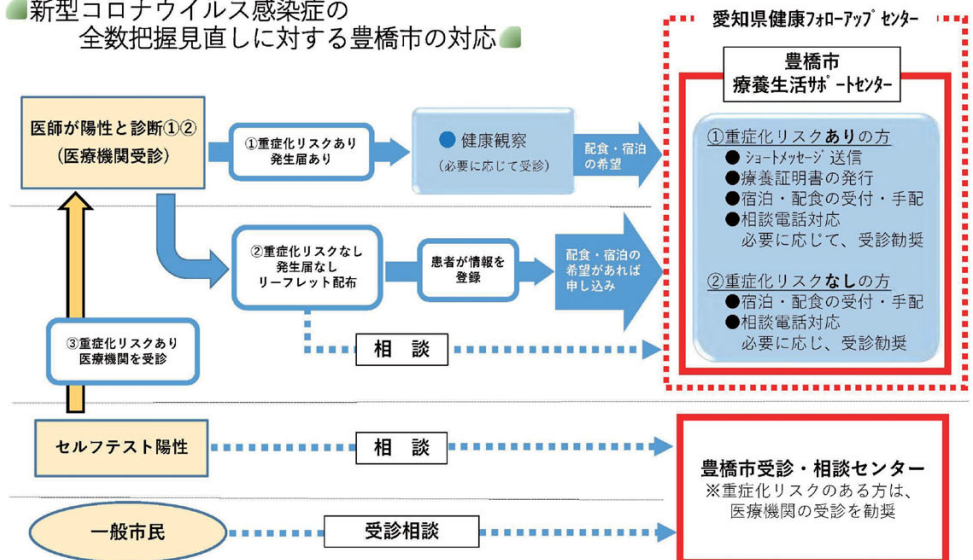 新型コロナウイルス感染症の
全数把握見直しに対する豊橋市の対応
愛知県健康フォローアップセンター
豊橋市
療養生活サポートセンター
医師が陽性と診断①②
(医療機関受診)
①重症化リスクあり
発生届あり
● 健康観察
(必要に応じて受診)
配食・宿泊
の希望
①重症化リスクありの方
●ショートメッセージ送信
●療養証明書の発行
●宿泊・配食の受付・手配
●相談電話対応
必要に応じて、受診勧奨
②重症化リスクなしの方
●宿泊・配食の受付・手配
●相談電話対応
必要に応じ、受診勧奨
②重症化リスクなし
発生届なし
リーフレット配布
患者が情報を
登録
配食・宿泊の
希望があれば
申し込み
相 談
③重症化リスクあり
医療機関を受診
セルフテスト陽性
相 談
豊橋市受診・相談センター
※重症化リスクのある方は、
医療機関の受診を勧奨
一般市民
受診相談